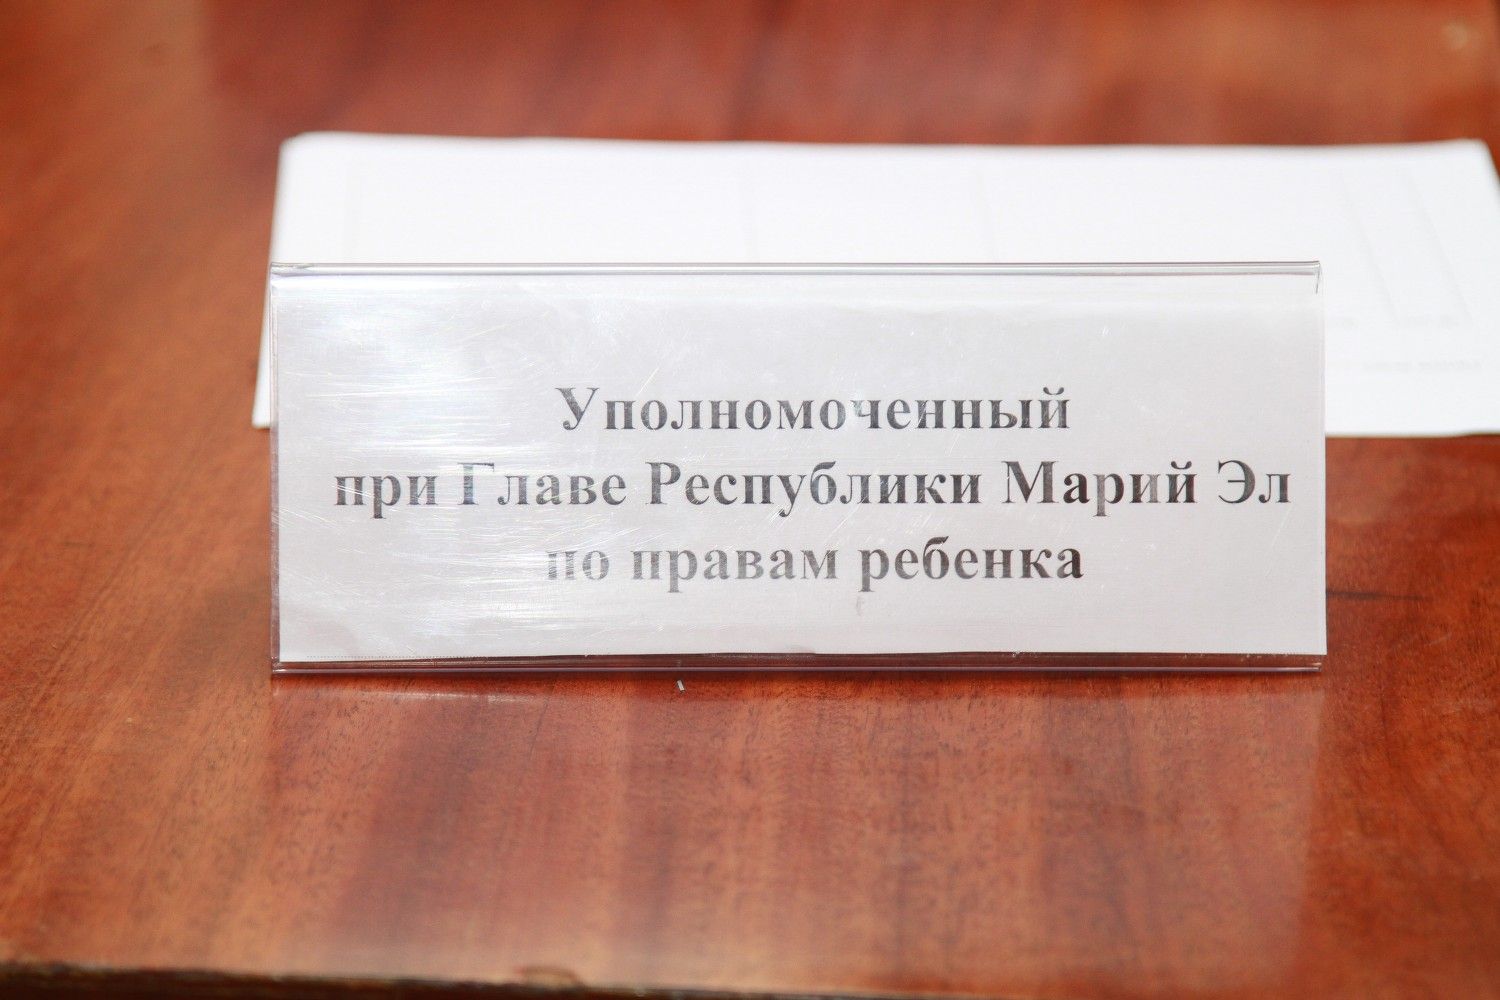 Уполномоченный
при Главе Республики Марий Эл
по правам ребенка